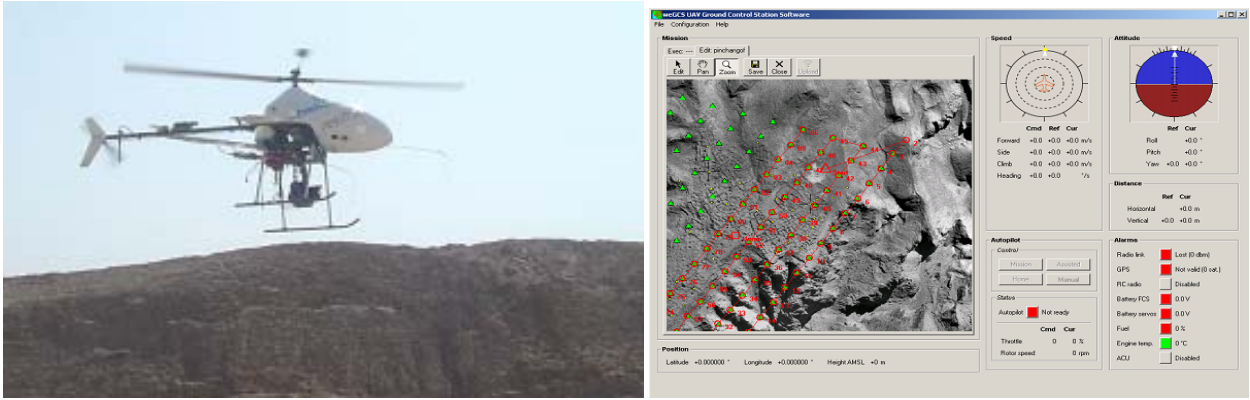 weGCS UAV Ground Control Station Software
File Configuration Help
Mission
Exec: --- Edit: pinchango!
Edit Pan Zoom Save Close Upload
Position
Latitude +0.000000 ° Longitude +0.000000 ° Height AMSL +0 m
Speed
Cmd Ref Cur
Forward +0.0 +0.0 +0.0 m/s
Side +0.0 +0.0 +0.0 m/s
Climb +0.0 +0.0 +0.0 m/s
Heading +0.0 +0.0 °/s
Attitude
Ref Cur
Roll +0.0 °
Pitch +0.0 °
Yaw +0.0 +0.0 °
Distance
Ref Cur
Horizontal +0.0 m
Vertical +0.0 +0.0 m
Autopilot
Control
Mission Assisted
Home Manual
Status
Autopilot Not ready
Cmd Cur
Throttle 0 0 %
Rotor speed 0 rpm
Alarms
Radio link Lost (0 dbm)
GPS Not valid (0 sat.)
RC radio Disabled
Battery FCS 0.0 V
Battery servos 0.0 V
Fuel 0 %
Engine temp. 0 °C
ACU Disabled